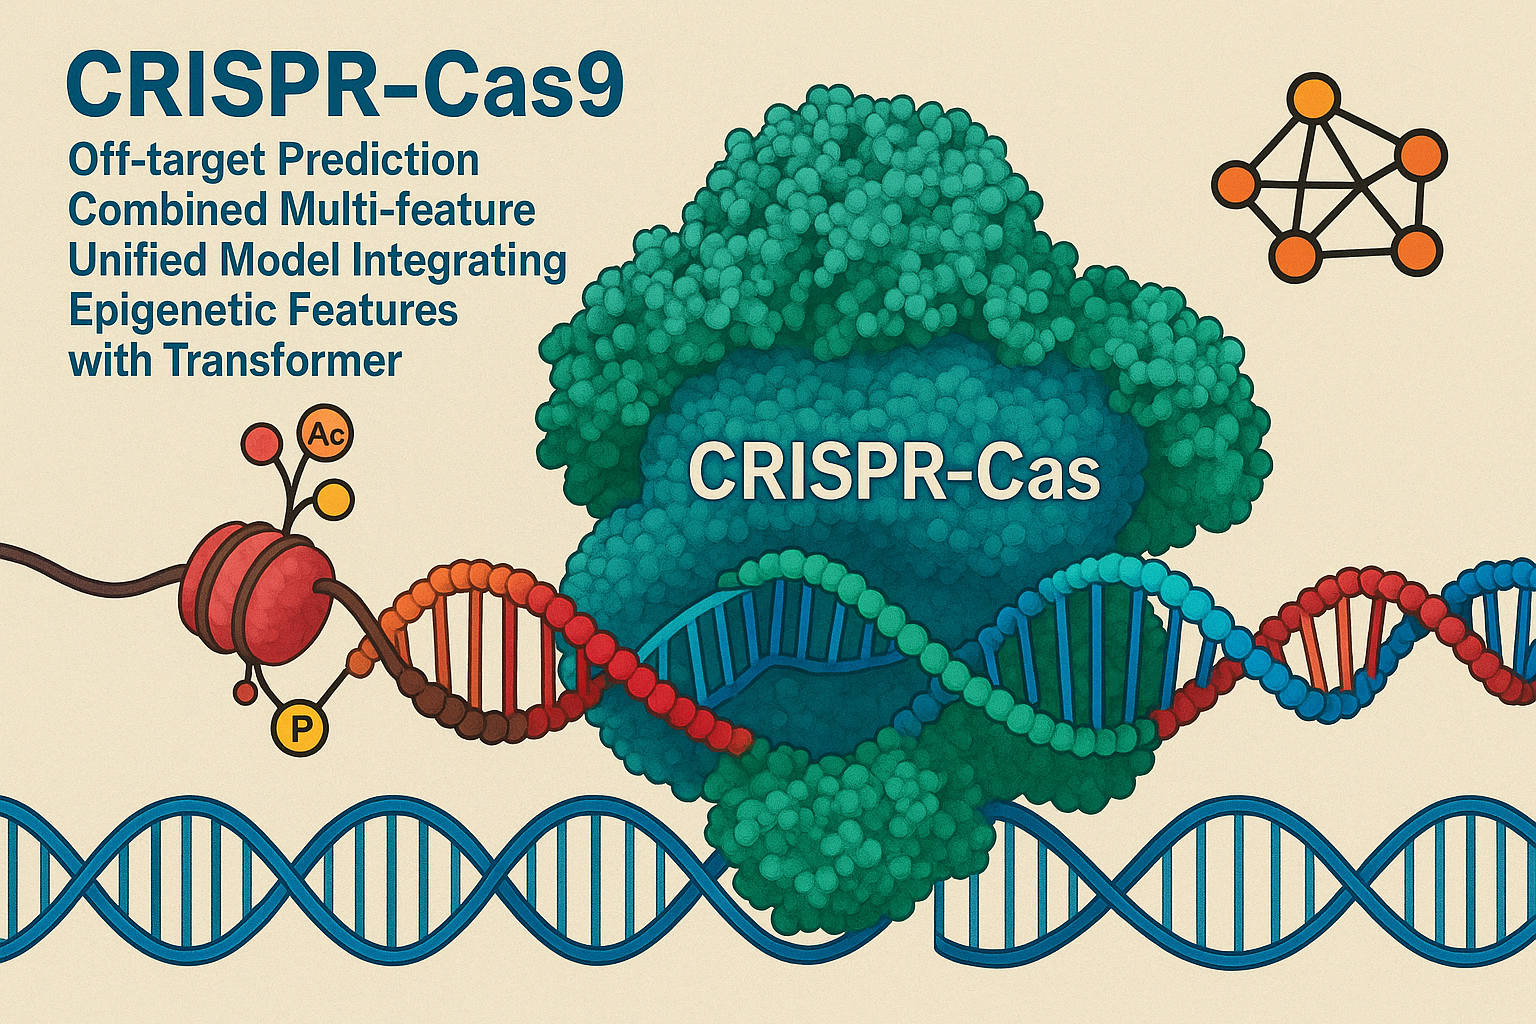 CRISPR-Cas9
Off-target Prediction
Combined Multi-feature
Unified Model Integrating
Epigenetic Features
with Transformer
Ac
CRISPR-Cas
P